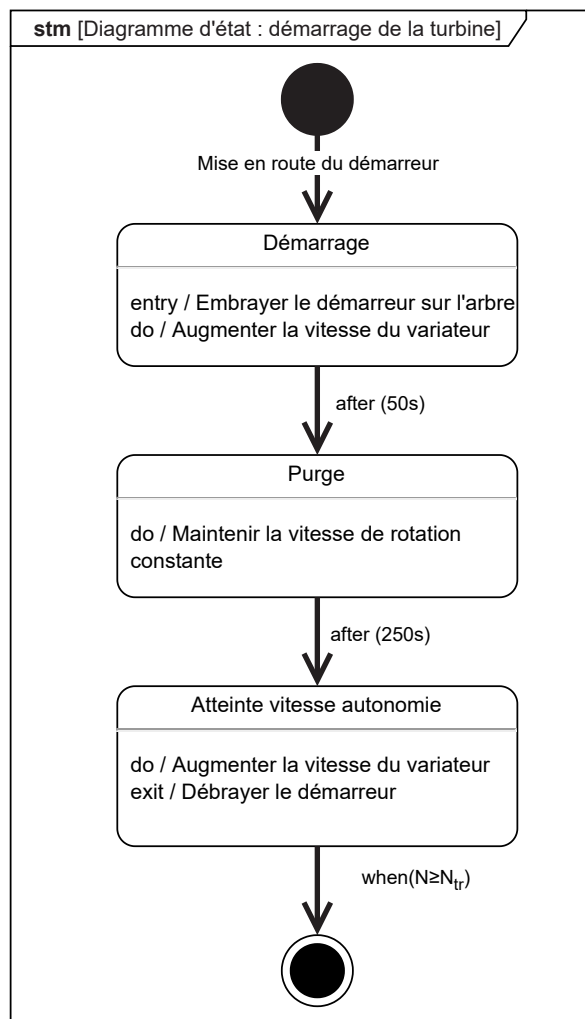 stm [Diagramme d'état : démarrage de la turbine]
Mise en route du démarreur
Démarrage
entry / Embrayer le démarreur sur l'arbre
do / Augmenter la vitesse du variateur
after (50s)
Purge
do / Maintenir la vitesse de rotation
constante
after (250s)
Atteinte vitesse autonomie
do / Augmenter la vitesse du variateur
exit / Débrayer le démarreur
when(N≥Ntr)